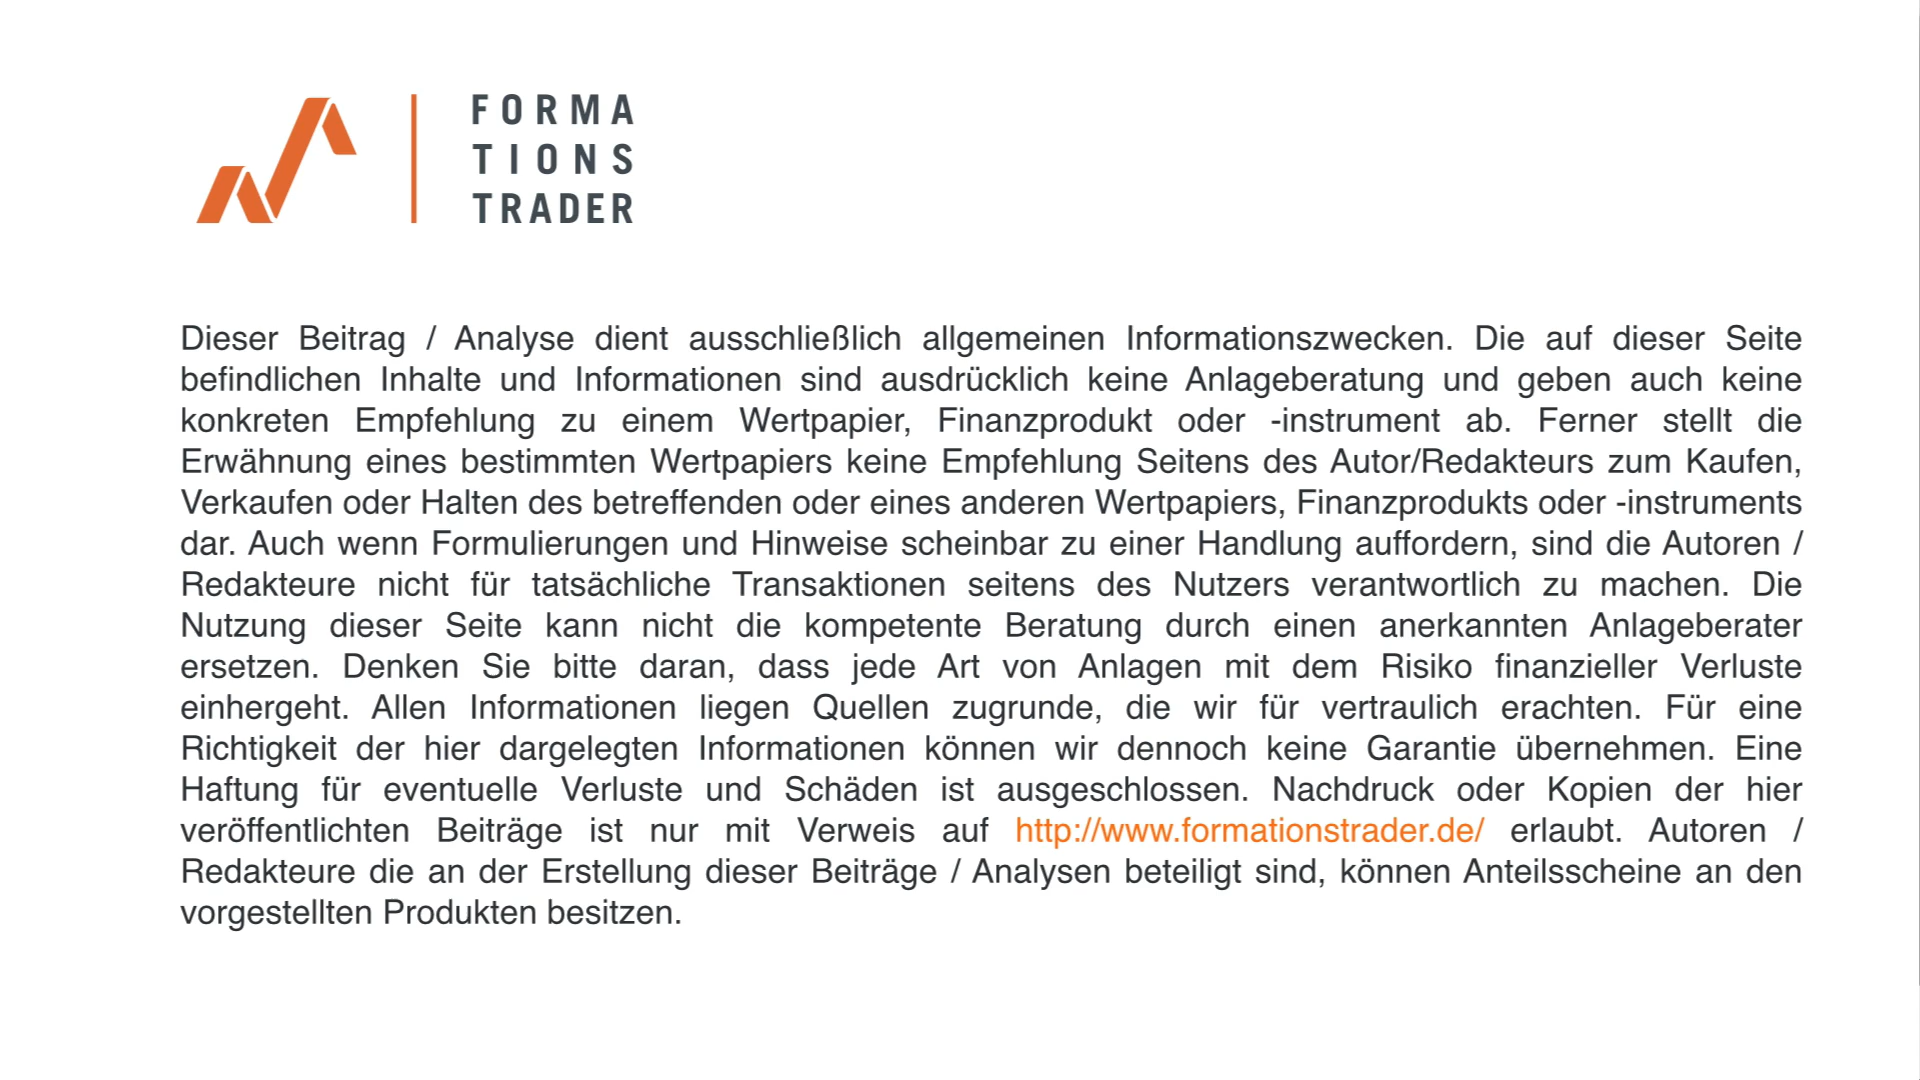 FORMA
TIONS
TRADER
Dieser Beitrag / Analyse dient ausschließlich allgemeinen Informationszwecken. Die auf dieser Seite
befindlichen Inhalte und Informationen sind ausdrücklich keine Anlageberatung und geben auch keine
konkreten Empfehlung zu einem Wertpapier, Finanzprodukt oder -instrument ab. Ferner stellt die
Erwähnung eines bestimmten Wertpapiers keine Empfehlung Seitens des Autor/Redakteurs zum Kaufen,
Verkaufen oder Halten des betreffenden oder eines anderen Wertpapiers, Finanzprodukts oder -instruments
dar. Auch wenn Formulierungen und Hinweise scheinbar zu einer Handlung auffordern, sind die Autoren /
Redakteure nicht für tatsächliche Transaktionen seitens des Nutzers verantwortlich zu machen. Die
Nutzung dieser Seite kann nicht die kompetente Beratung durch einen anerkannten Anlageberater
ersetzen. Denken Sie bitte daran, dass jede Art von Anlagen mit dem Risiko finanzieller Verluste
einhergeht. Allen Informationen liegen Quellen zugrunde, die wir für vertraulich erachten. Für eine
Richtigkeit der hier dargelegten Informationen können wir dennoch keine Garantie übernehmen. Eine
Haftung für eventuelle Verluste und Schäden ist ausgeschlossen. Nachdruck oder Kopien der hier
veröffentlichten Beiträge ist nur mit Verweis auf http://www.formationstrader.de/ erlaubt. Autoren /
Redakteure die an der Erstellung dieser Beiträge / Analysen beteiligt sind, können Anteilsscheine an den
vorgestellten Produkten besitzen.